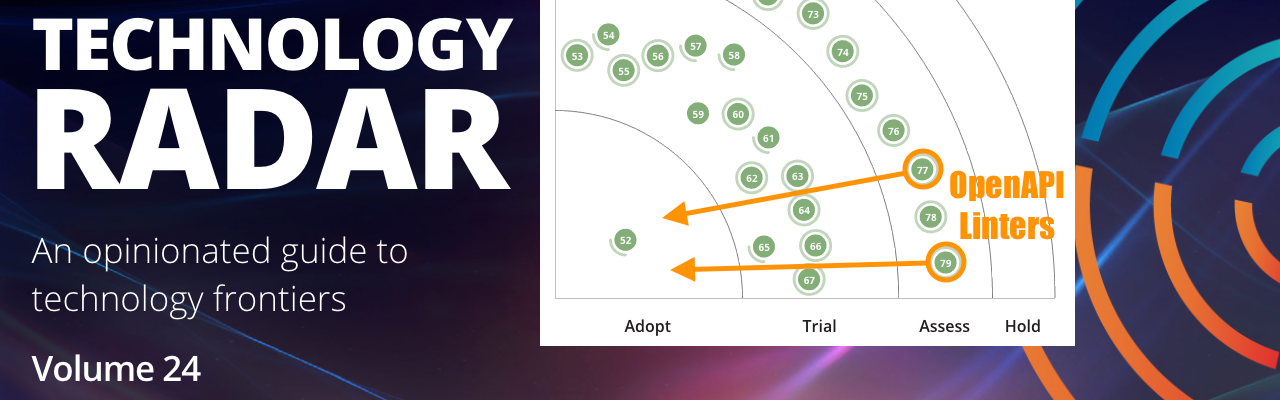 TECHNOLOGY
RADAR
An opinionated guide to
technology frontiers
Volume 24
73
54
57
74
53
56
58
55
75
59
60
76
61
77
62
63
OpenAPI
64
78
Linters
52
65
66
79
67
Adopt Trial Assess Hold